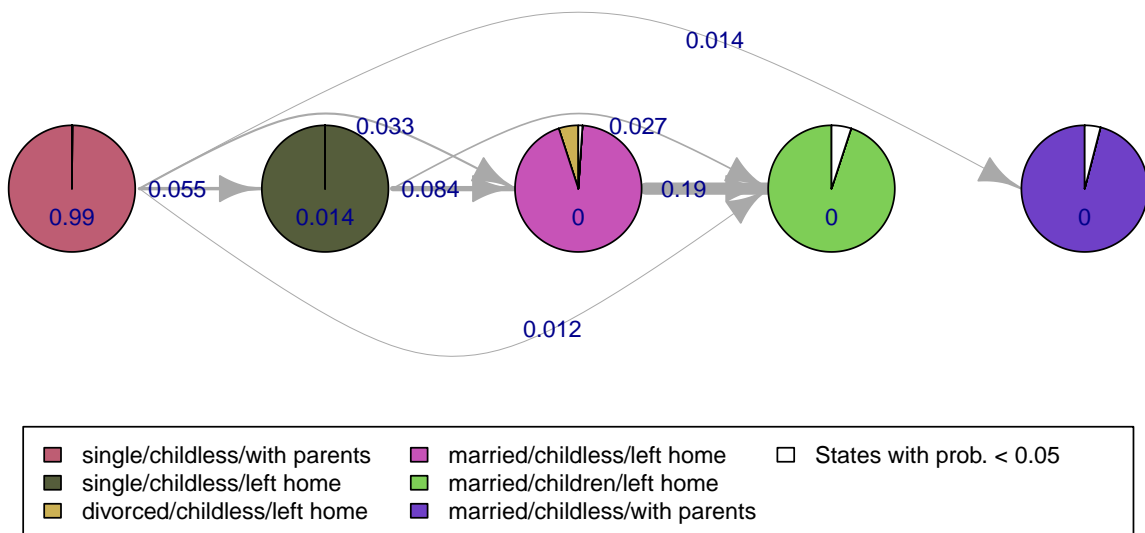 0.014
0.033
0.027
0.055
0.084
0.19
0.99
0.014
0
0
0
0.012
single/childless/with parents
married/childless/left home
States with prob. < 0.05
single/childless/left home
married/children/left home
divorced/childless/left home
married/childless/with parents